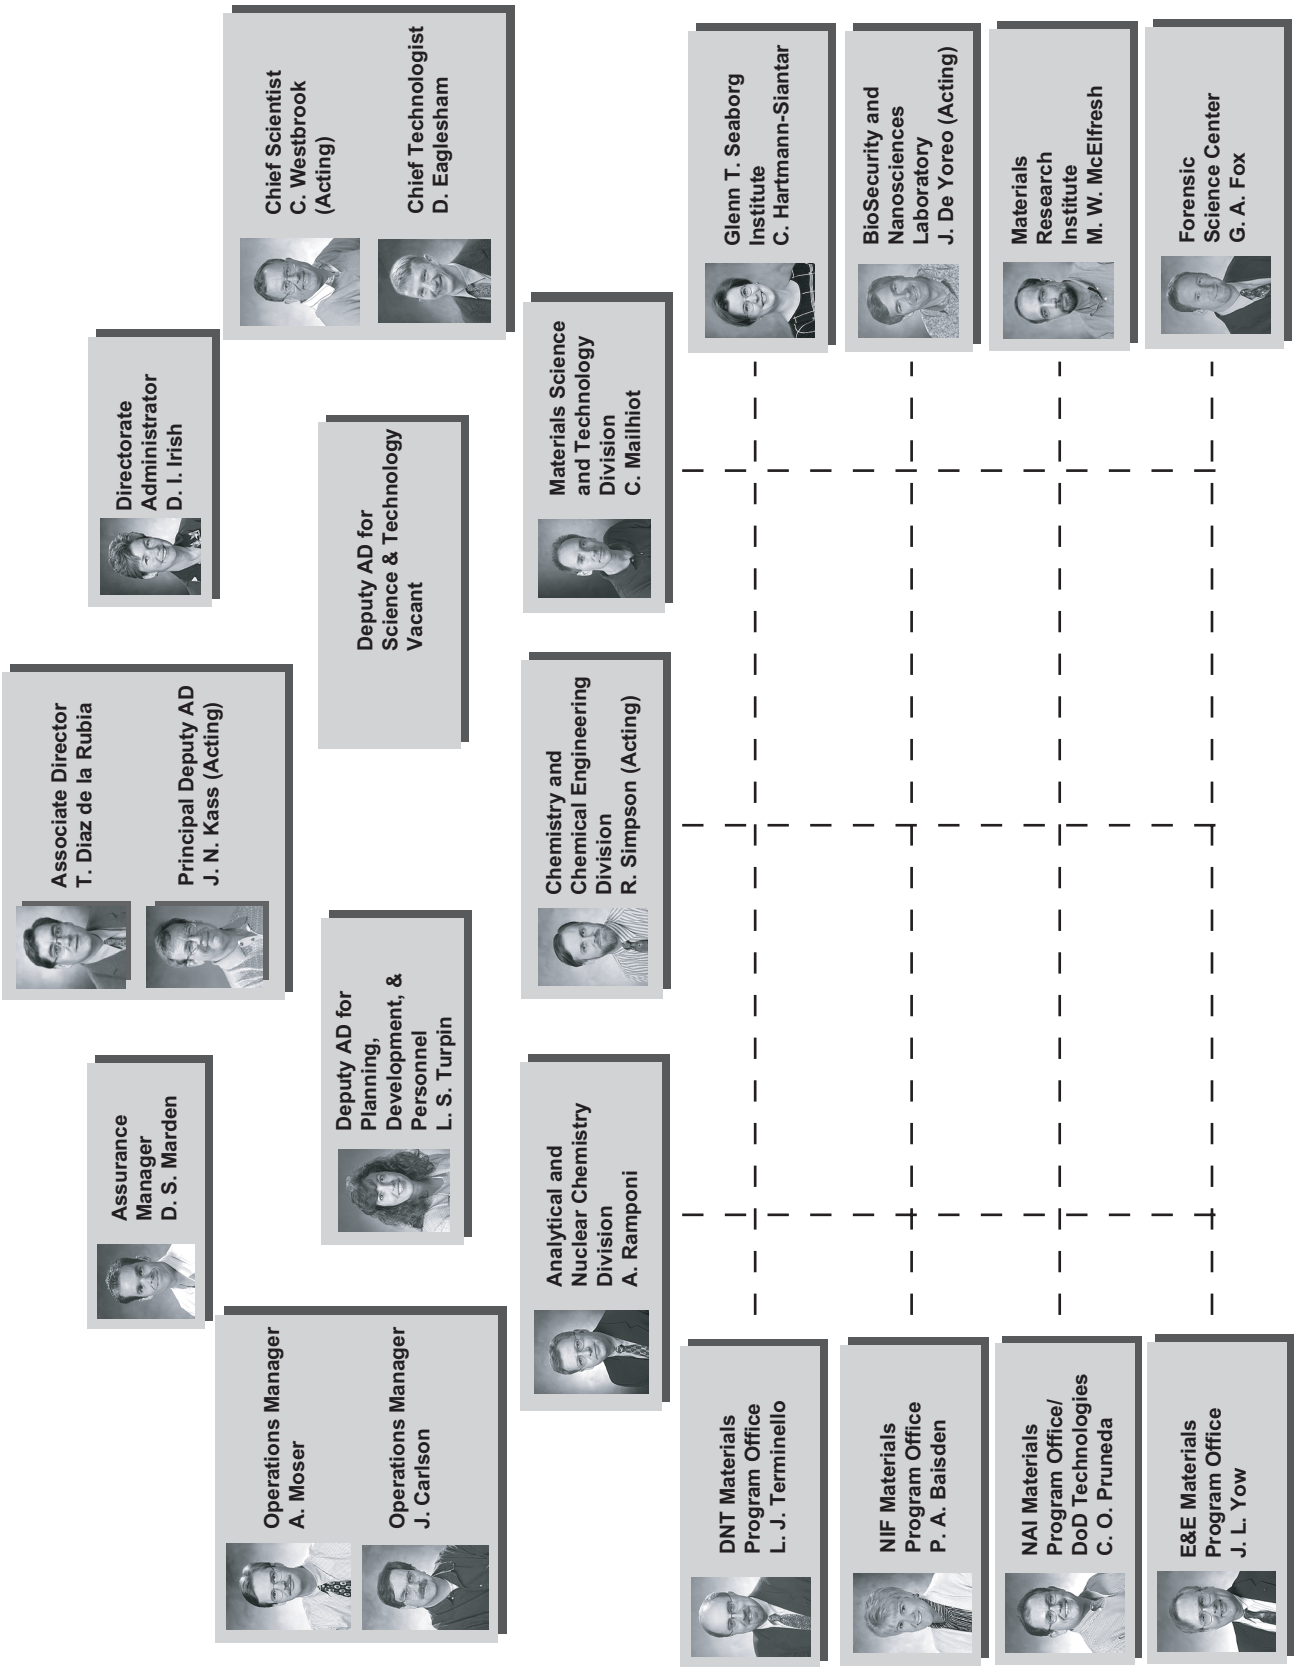 Associate Director
T. Diaz de la Rubia
Principal Deputy AD
J. N. Kass (Acting)
Assurance
Manager
D. S. Marden
Directorate
Administrator
D. I. Irish
Operations Manager
A. Moser
Operations Manager
J. Carlson
Deputy AD for
Planning,
Development, &
Personnel
L. S. Turpin
Deputy AD for
Science & Technology
Vacant
Chief Scientist
C. Westbrook
(Acting)
Chief Technologist
D. Eaglesham
Analytical and
Nuclear Chemistry
Division
A. Ramponi
Chemistry and
Chemical Engineering
Division
R. Simpson (Acting)
Materials Science
and Technology
Division
C. Mailhiot
DNT Materials
Program Office
L. J. Terminello
Glenn T. Seaborg
Institute
C. Hartmann-Siantar
NIF Materials
Program Office
P. A. Baisden
BioSecurity and
Nanosciences
Laboratory
J. De Yoreo (Acting)
NAI Materials
Program Office/
DoD Technologies
C. O. Pruneda
Materials
Research
Institute
M. W. McElfresh
E&E Materials
Program Office
J. L. Yow
Forensic
Science Center
G. A. Fox